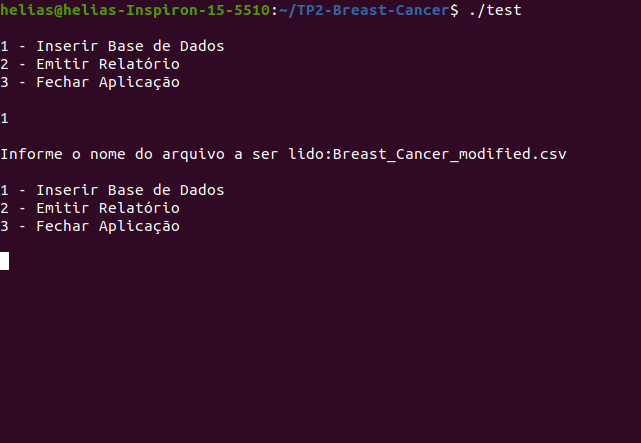 helias@helias-Inspiron-15-5510:~/TP2-Breast-Cancer$ ./test
1 - Inserir Base de Dados
2 - Emitir Relatório
3 - Fechar Aplicação
1
Informe o nome do arquivo a ser lido:Breast_Cancer_modified.csv
1 - Inserir Base de Dados
2 - Emitir Relatório
3 - Fechar Aplicação